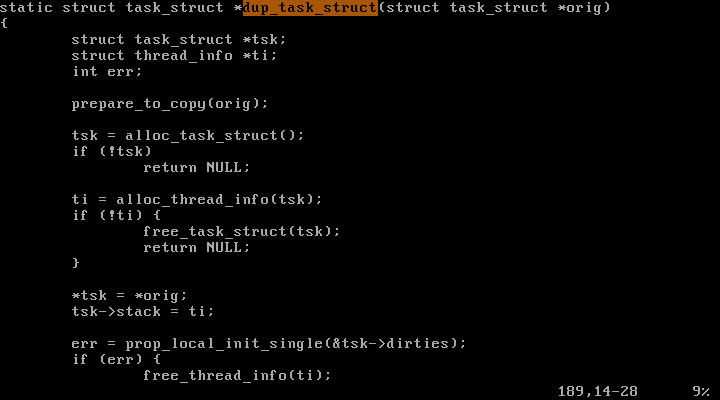 static struct task_struct *dup_task_struct(struct task_struct *orig)
{
        struct task_struct *tsk;
        struct thread_info *ti;
        int err;

        prepare_to_copy(orig);

        tsk = alloc_task_struct();
        if (!tsk)
                return NULL;

        ti = alloc_thread_info(tsk);
        if (!ti) {
                free_task_struct(tsk);
                return NULL;
        }

        *tsk = *orig;
        tsk->stack = ti;

        err = prop_local_init_single(&tsk->dirties);
        if (err) {
                free_thread_info(ti);
189,14-28 9%